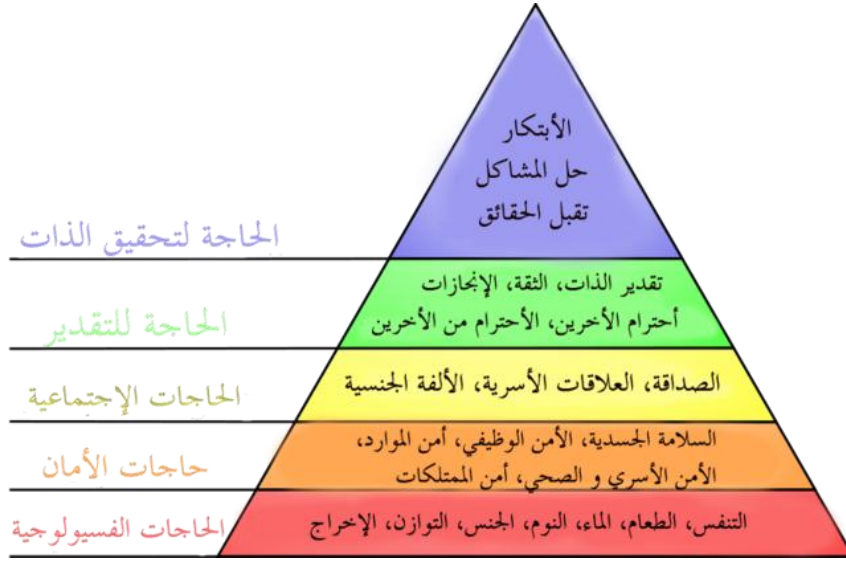 الأبتكار
حل المشاكل
تقبل الحقائق
الحاجة لتحقيق الذات
تقدير الذات، الثقة، الإنجازات
أحترام الأخرين، الأحترام من الأخرين
الحاجة للتقدير
الصداقة، العلاقات الأسرية، الألفة الجنسية
الحاجات الإجتماعية
السلامة الجسدية، الأمن الوظيفي، أمن الموارد،
الأمن الأسري و الصحي، أمن الممتلكات
حاجات الأمان
التنفس، الطعام، الماء، النوم، الجنس، التوازن، الإخراج
الحاجات الفسيولوجية